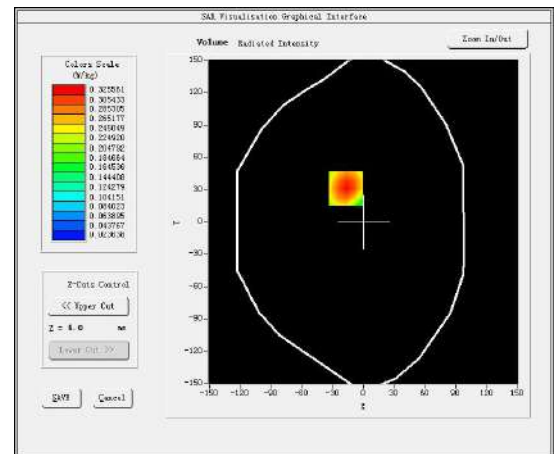 SAR Visualisation Graphical Interface
Volume Radiated Intensity
Zoom In/Out
Colors Scale
(W/kg)
0.325561
0.305433
0.285305
0.265177
0.245049
0.224920
0.204792
0.184664
0.164536
0.144408
0.124279
0.104151
0.084023
0.063895
0.043767
0.023638
150
120
90
60
30
0
-30
-60
-90
-120
-150
Y
-150 -120 -90 -60 -30 0 30 60 90 120 150
X
Z-Cuts Control
<< Upper Cut
Z = 4.0 mm
Lower Cut >>
SAVE Cancel